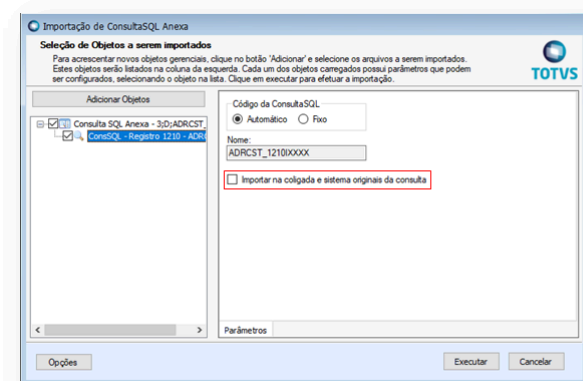 Importação de ConsultaSQL Anexa
Seleção de Objetos a serem importados
Para acrescentar novos objetos gerenciais, clique no botão 'Adicionar' e selecione os arquivos a serem importados.
Estes objetos serão listados na coluna da esquerda. Cada um dos objetos carregados possui parâmetros que podem
ser configurados, selecionando o objeto na lista. Clique em executar para efetuar a importação.
TOTVS
Adicionar Objetos
Consulta SQL Anexa - 3;D;ADRCST_
ConsSQL - Registro 1210 - ADR
Código da ConsultaSQL
Automático
Fixo
Nome:
ADRCST_1210IXXXX
Importar na coligada e sistema originais da consulta
Parâmetros
Opções
Executar
Cancelar